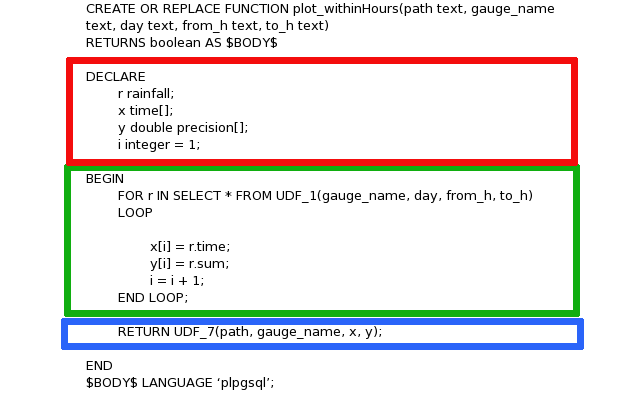 CREATE OR REPLACE FUNCTION plot_withinHours(path text, gauge_name
text, day text, from_h text, to_h text)
RETURNS boolean AS $BODY$
DECLARE
r rainfall;
x time[];
y double precision[];
i integer = 1;
BEGIN
FOR r IN SELECT * FROM UDF_1(gauge_name, day, from_h, to_h)
LOOP
x[i] = r.time;
y[i] = r.sum;
i = i + 1;
END LOOP;
RETURN UDF_7(path, gauge_name, x, y);
END
$BODY$ LANGUAGE ‘plpgsql’;